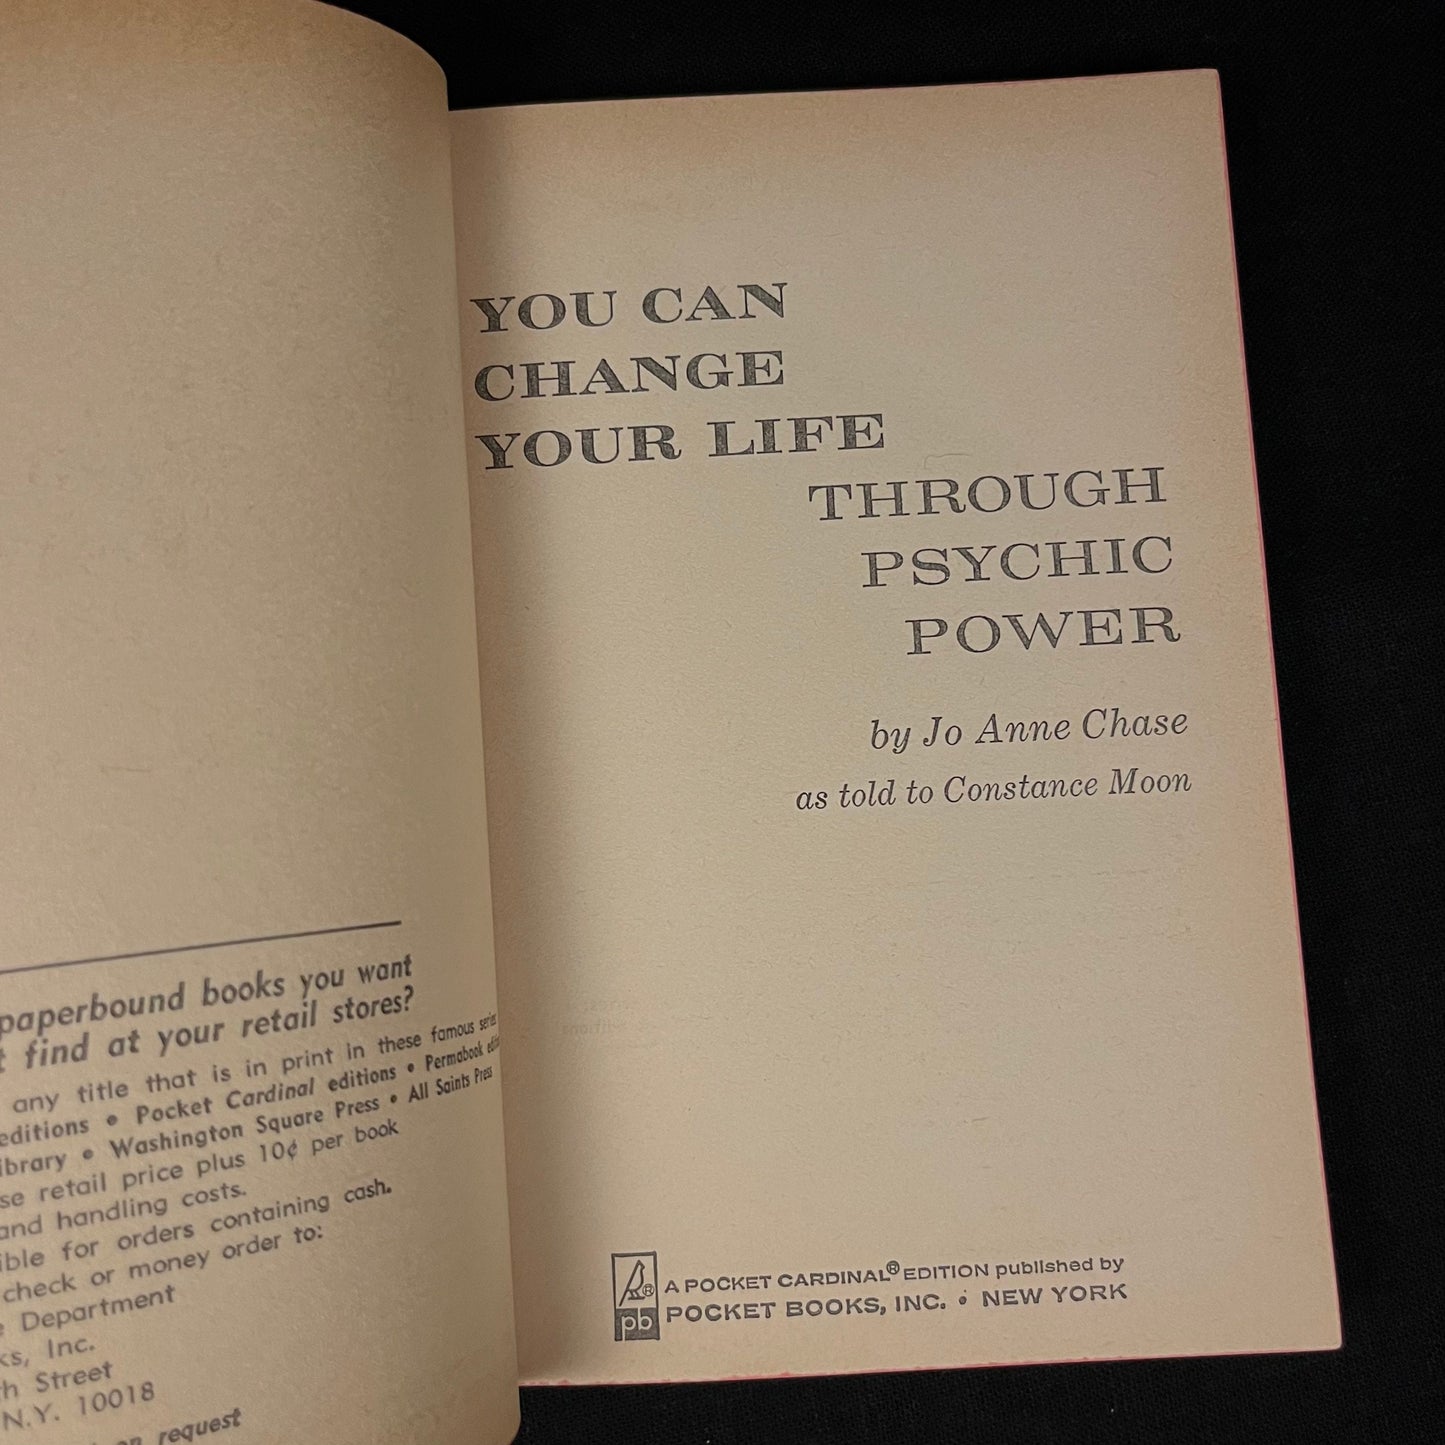 paperbound books you want
find at your retail stores?
any title that is in print in these famous series
editions • Pocket Cardinal editions • Permabook
Washington Square Press • All Saints Press
retail price plus 10¢ per book
and handling costs.
for orders containing cash.
check or money order to:
Department
Inc.
Street
N.Y. 10018
request
YOU CAN
CHANGE
YOUR LIFE
THROUGH
PSYCHIC
POWER
by Jo Anne Chase
as told to Constance Moon
® A POCKET CARDINAL® EDITION published by
pb POCKET BOOKS, INC. • NEW YORK